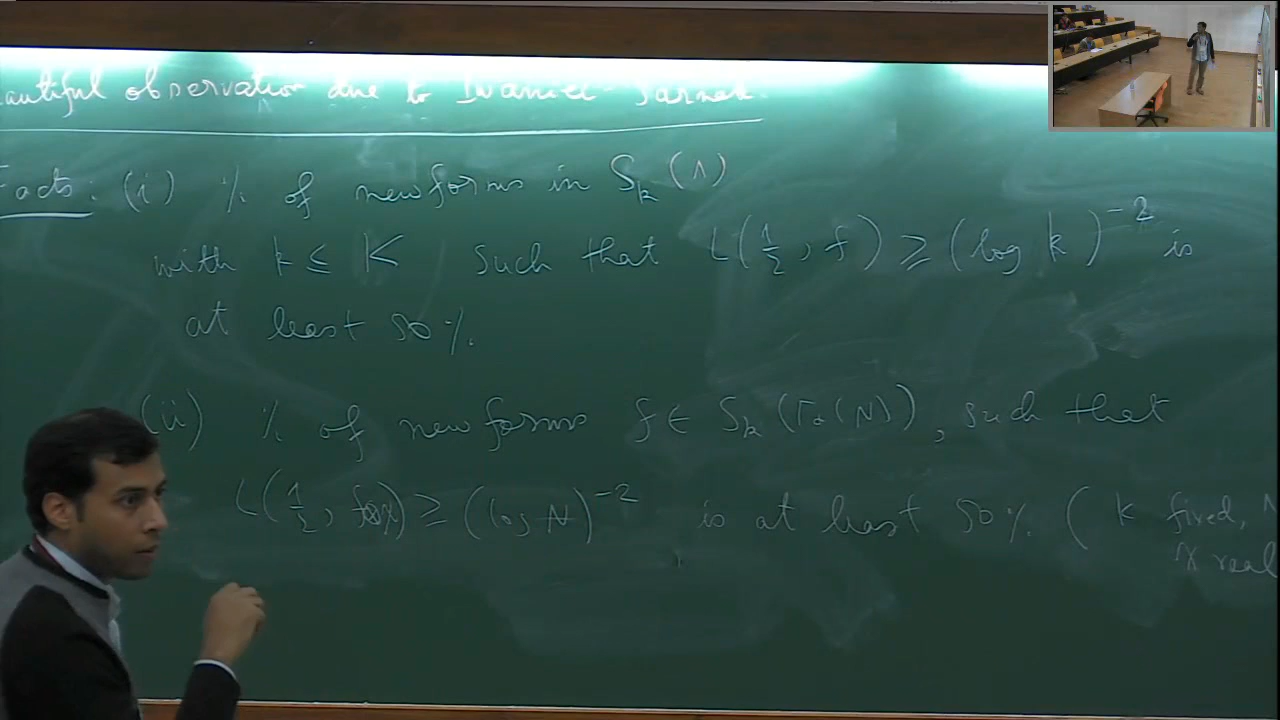 autiful observation due to Iwaniec-Sarnak.
Facts: (i) % of newforms in S_k(1)
with k ≤ K such that L(1/2, f) ≥ (log k)^{-2} is
at least 50%.
(ii) % of newforms f ∈ S_k(Γ_0(N)), such that
L(1/2, f⊗χ) ≥ (log N)^{-2} is at least 50% ( k fixed, N
χ real